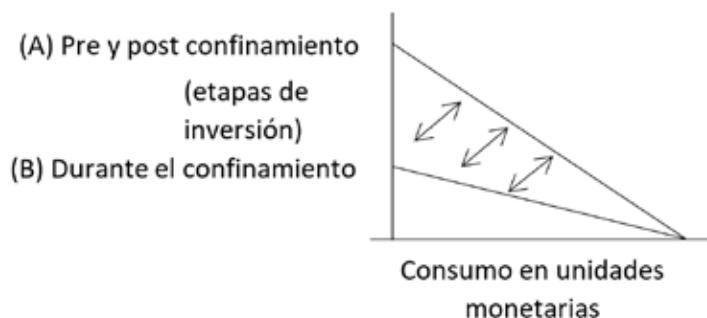 (A) Pre y post confinamiento
(etapas de
inversión)
(B) Durante el confinamiento
Consumo en unidades
monetarias